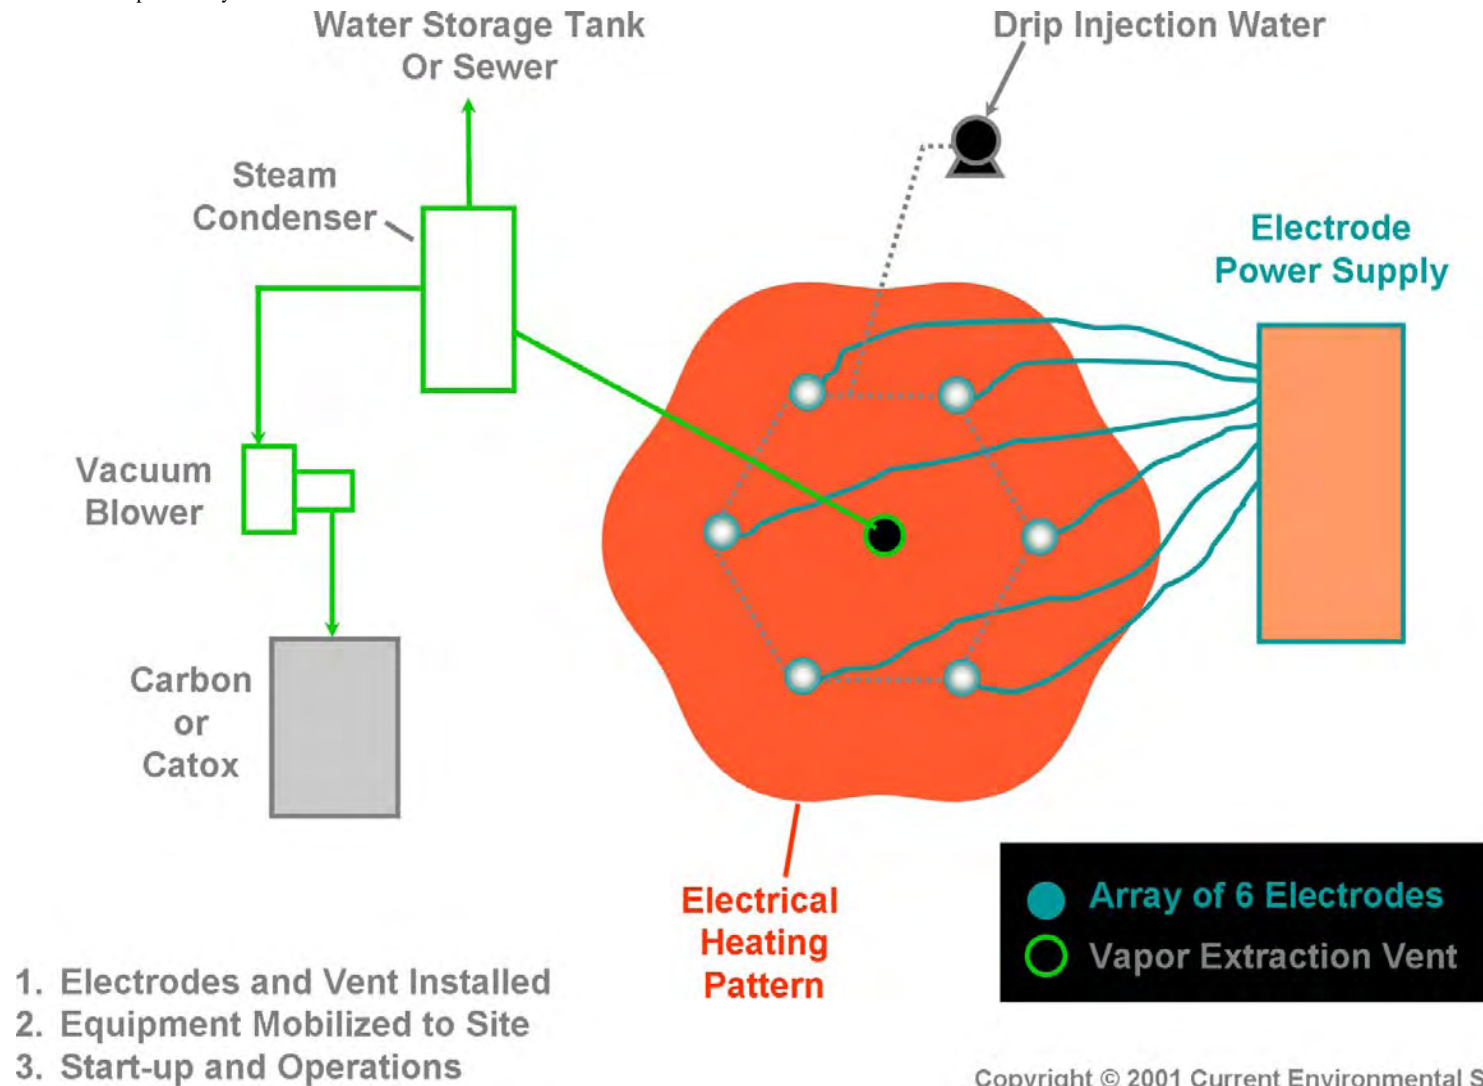 Water Storage Tank
Or Sewer
Drip Injection Water
Steam
Condenser
Electrode
Power Supply
Vacuum
Blower
Carbon
or
Catox
Electrical
Heating
Pattern
Array of 6 Electrodes
Vapor Extraction Vent
1. Electrodes and Vent Installed
2. Equipment Mobilized to Site
3. Start-up and Operations
Copyright © 2001 Current Environmental S